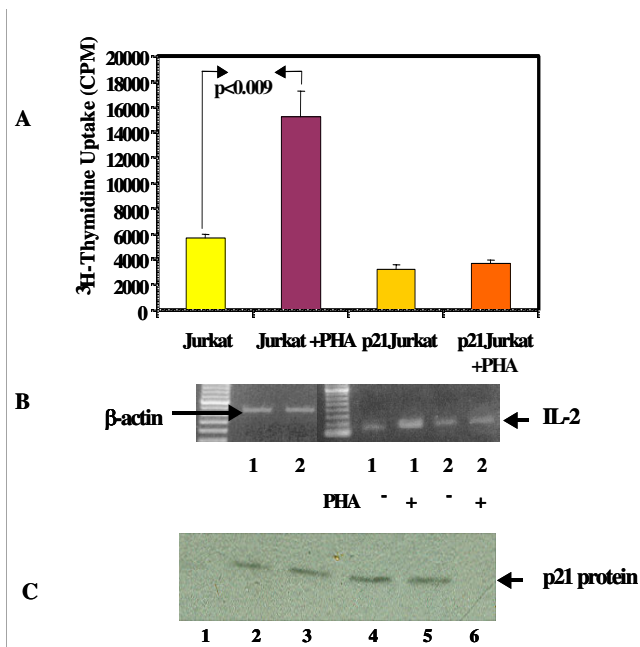 A
³H-Thymidine Uptake (CPM)
20000
18000
16000
14000
12000
10000
8000
6000
4000
2000
0
p<0.009
Jurkat
Jurkat +PHA
p21Jurkat
p21Jurkat
+PHA
B
β-actin
IL-2
1 2 1 1 2 2
PHA - + - +
C
p21 protein
1 2 3 4 5 6